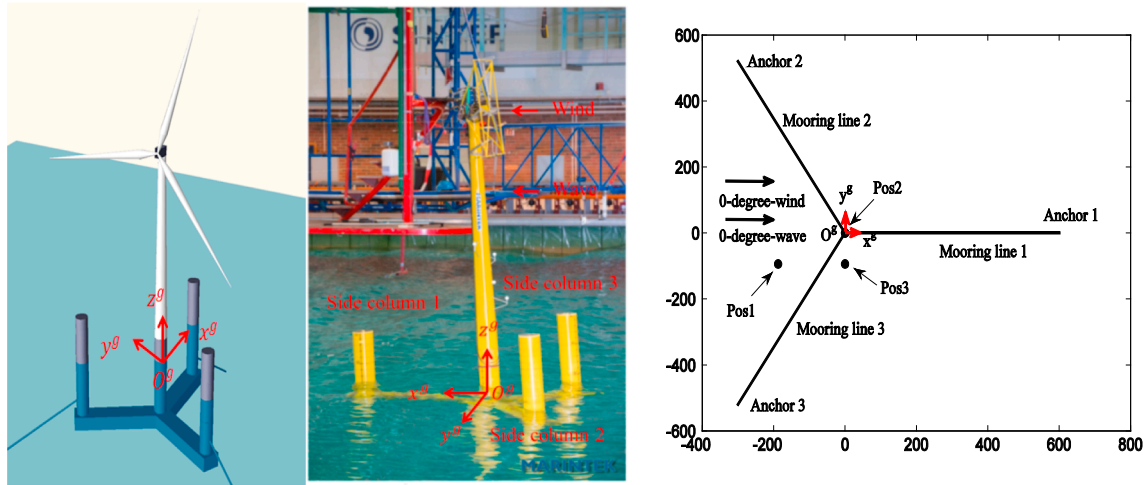 z^g
x^g
y^g
O^g
Wind
Wave
Side column 1
Side column 3
z^g
x^g
O^g
y^g
Side column 2
MARINTEK
600
400
200
0
-200
-400
-600
-400
-200
0
200
400
600
800
Anchor 2
Mooring line 2
0-degree-wind
0-degree-wave
y^g
Pos2
O^g
x^g
Anchor 1
Mooring line 1
Pos1
Pos3
Mooring line 3
Anchor 3